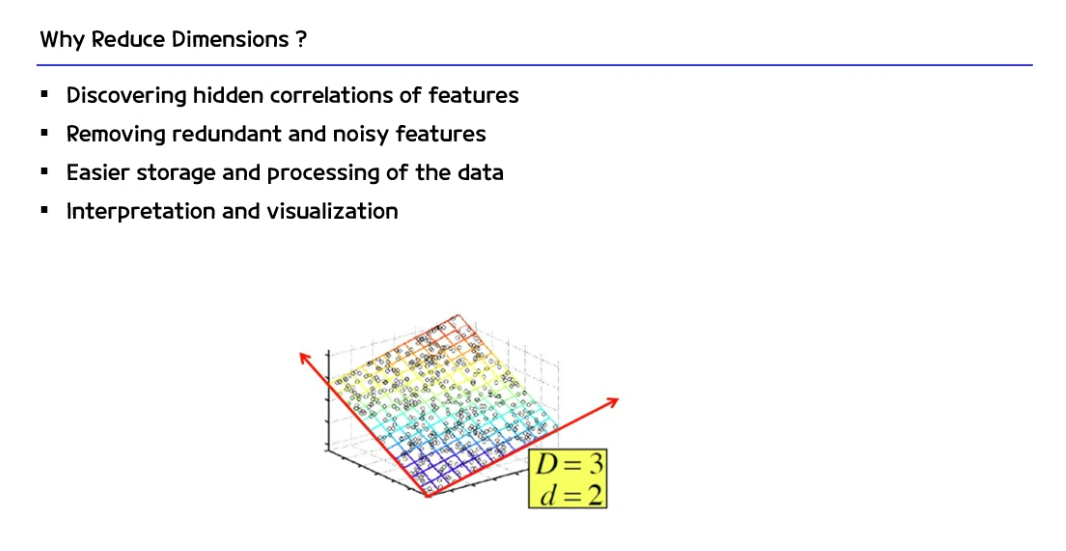 Why Reduce Dimensions ?
▪ Discovering hidden correlations of features
▪ Removing redundant and noisy features
▪ Easier storage and processing of the data
▪ Interpretation and visualization
D = 3
d = 2